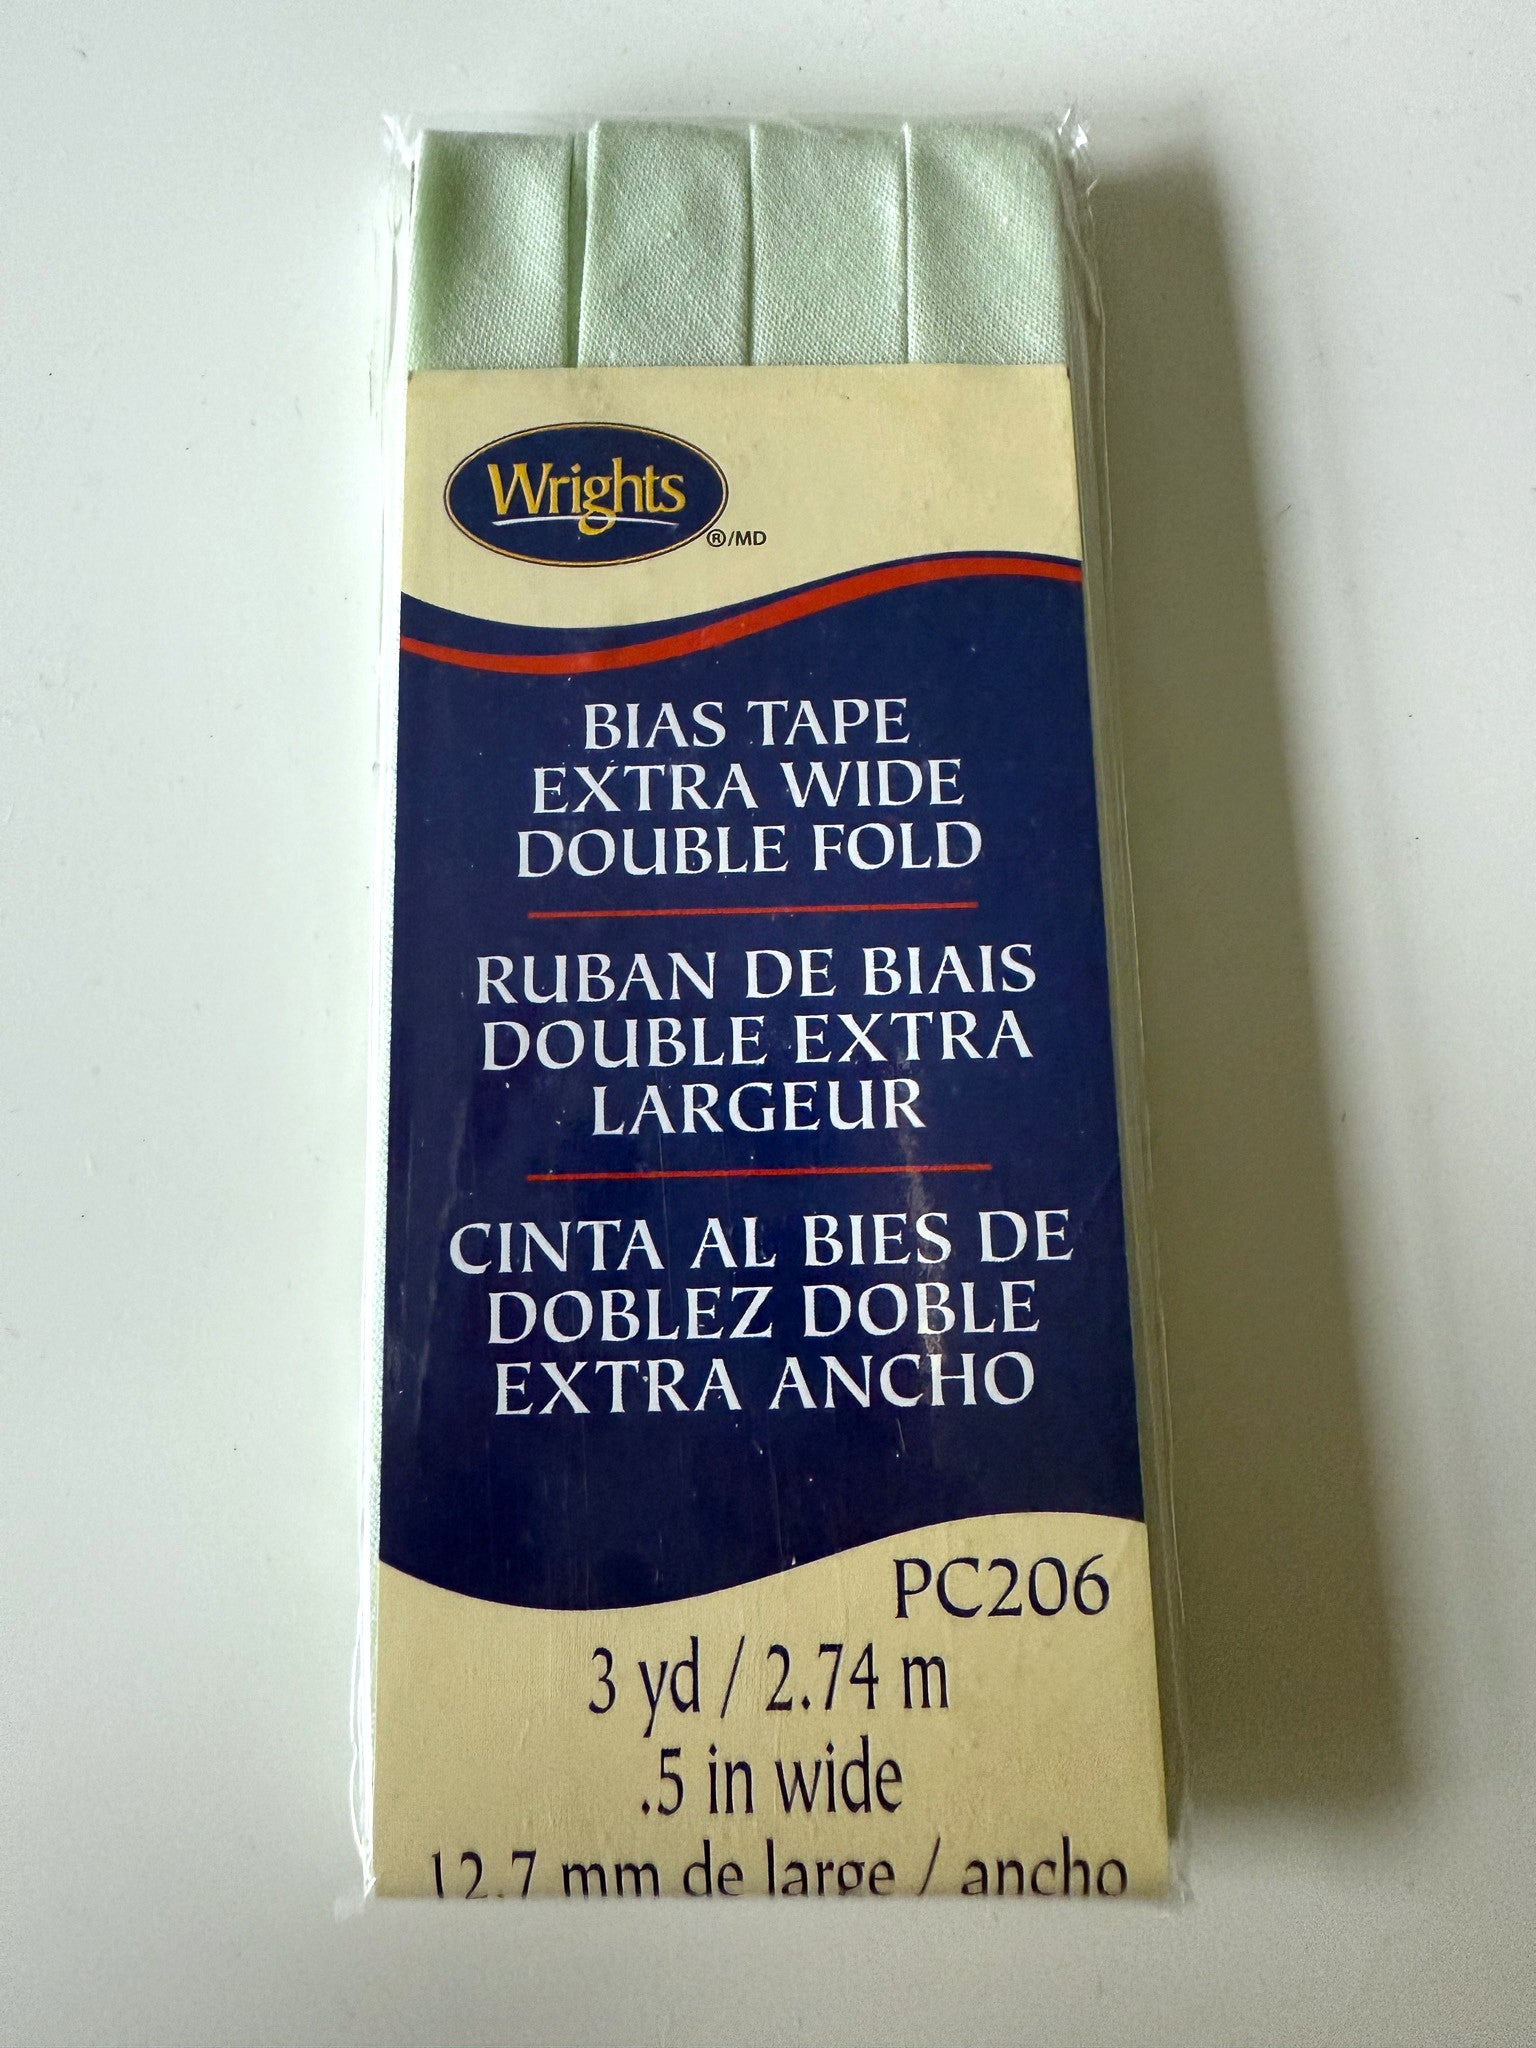 Wrights
®/MD
BIAS TAPE
EXTRA WIDE
DOUBLE FOLD
RUBAN DE BIAIS
DOUBLE EXTRA
LARGEUR
CINTA AL BIES DE
DOBLEZ DOBLE
EXTRA ANCHO
PC206
3 yd / 2.74 m
.5 in wide
12.7 mm de large / ancho